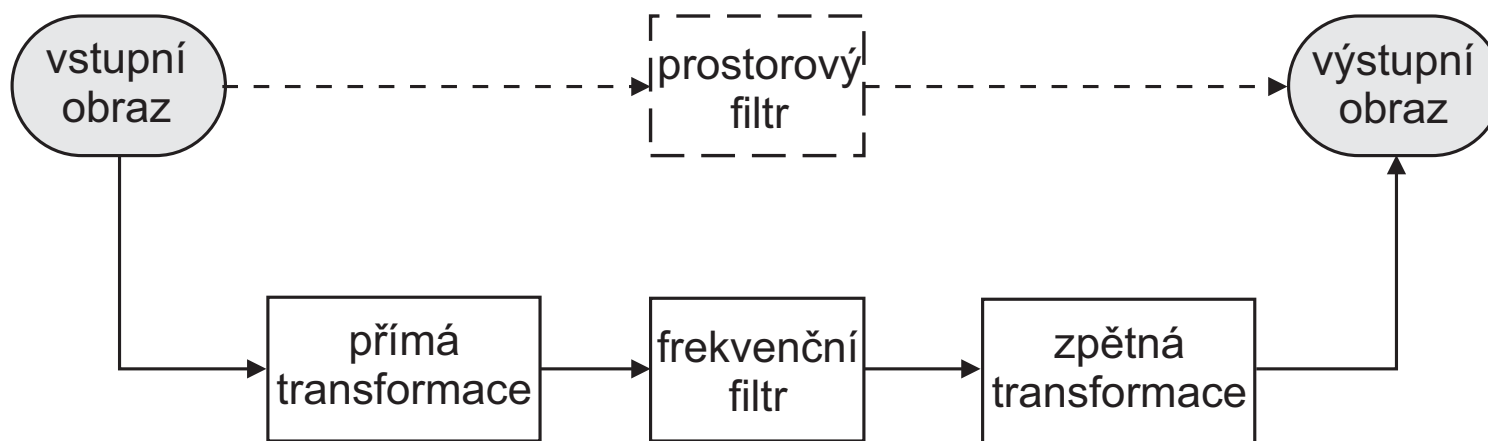 vstupní
obraz
prostorový
filtr
výstupní
obraz
přímá
transformace
frekvenční
filtr
zpětná
transformace